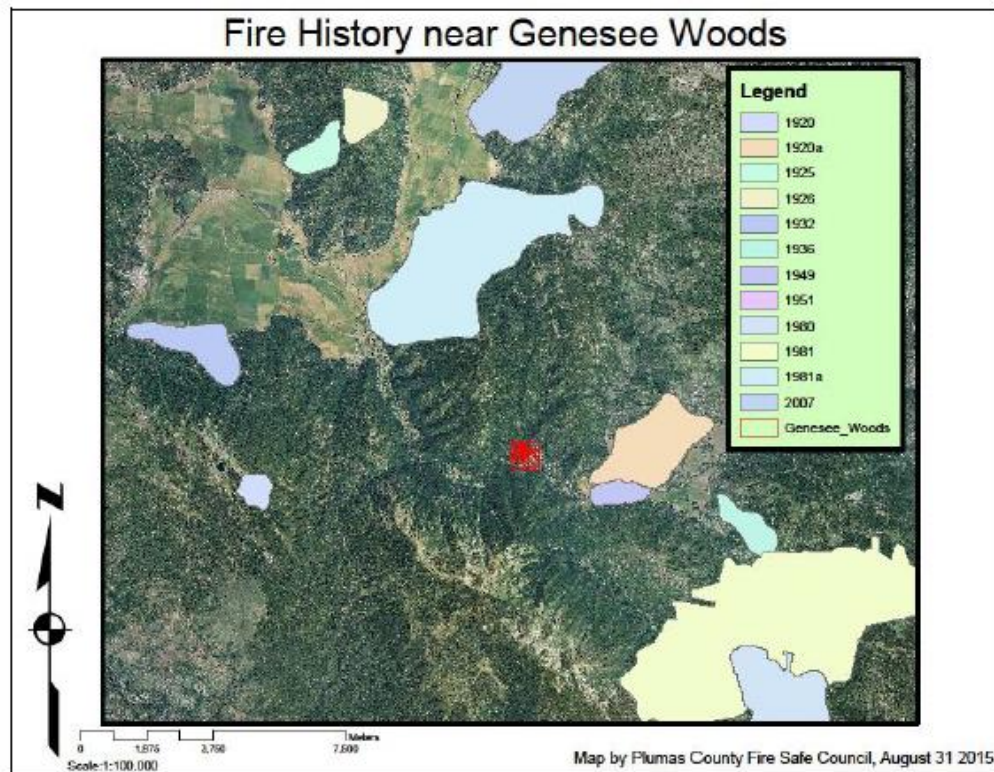 Fire History near Genesee Woods
Legend
1920
1920a
1925
1926
1932
1936
1949
1951
1980
1981
1981a
2007
Genesee_Woods
N
Meters
0 1,875 3,750 7,500
Scale:1:100,000
Map by Plumas County Fire Safe Council, August 31 2015